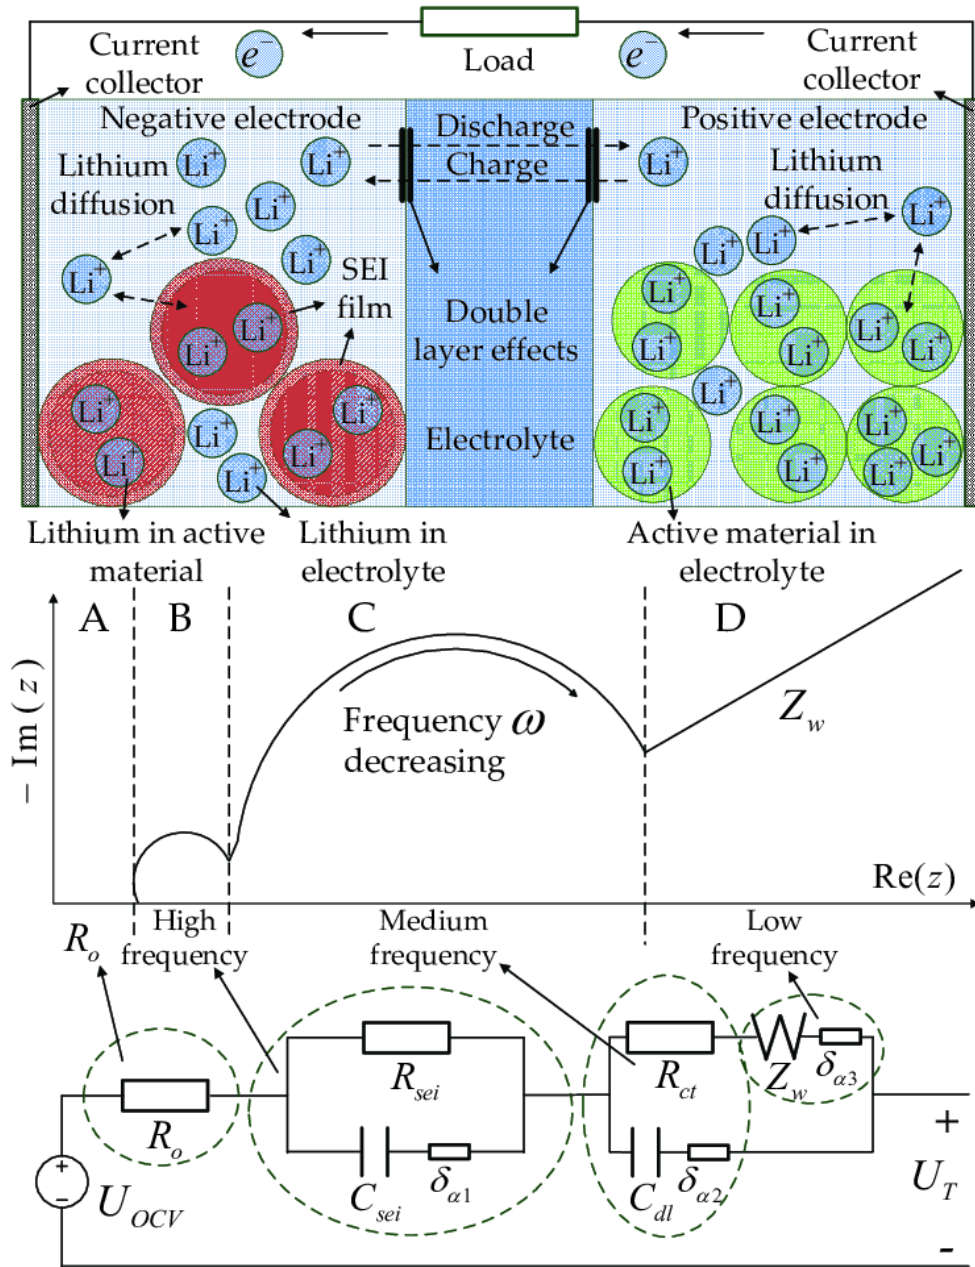 Current
collector
e⁻
Load
e⁻
Current
collector
Negative electrode
Discharge
Charge
Positive electrode
Lithium
diffusion
Lithium
diffusion
Li⁺
Li⁺
Li⁺
Li⁺
Li⁺
Li⁺
Li⁺
Li⁺
Li⁺
Li⁺
Li⁺
SEI
film
Li⁺
Li⁺
Li⁺
Li⁺
Li⁺
Li⁺
Li⁺
Li⁺
Double
layer effects
Electrolyte
Li⁺
Li⁺
Li⁺
Li⁺
Li⁺
Li⁺
Li⁺
Li⁺
Li⁺
Li⁺
Li⁺
Li⁺
Li⁺
Li⁺
Lithium in active
material
Lithium in
electrolyte
Active material in
electrolyte
A
B
C
D
− Im (z)
Frequency ω
decreasing
Z_w
Re(z)
R_o
High
frequency
Medium
frequency
Low
frequency
R_o
R_sei
C_sei
δ_α1
R_ct
C_dl
δ_α2
Z_w
δ_α3
U_OCV
+
−
+
U_T
-